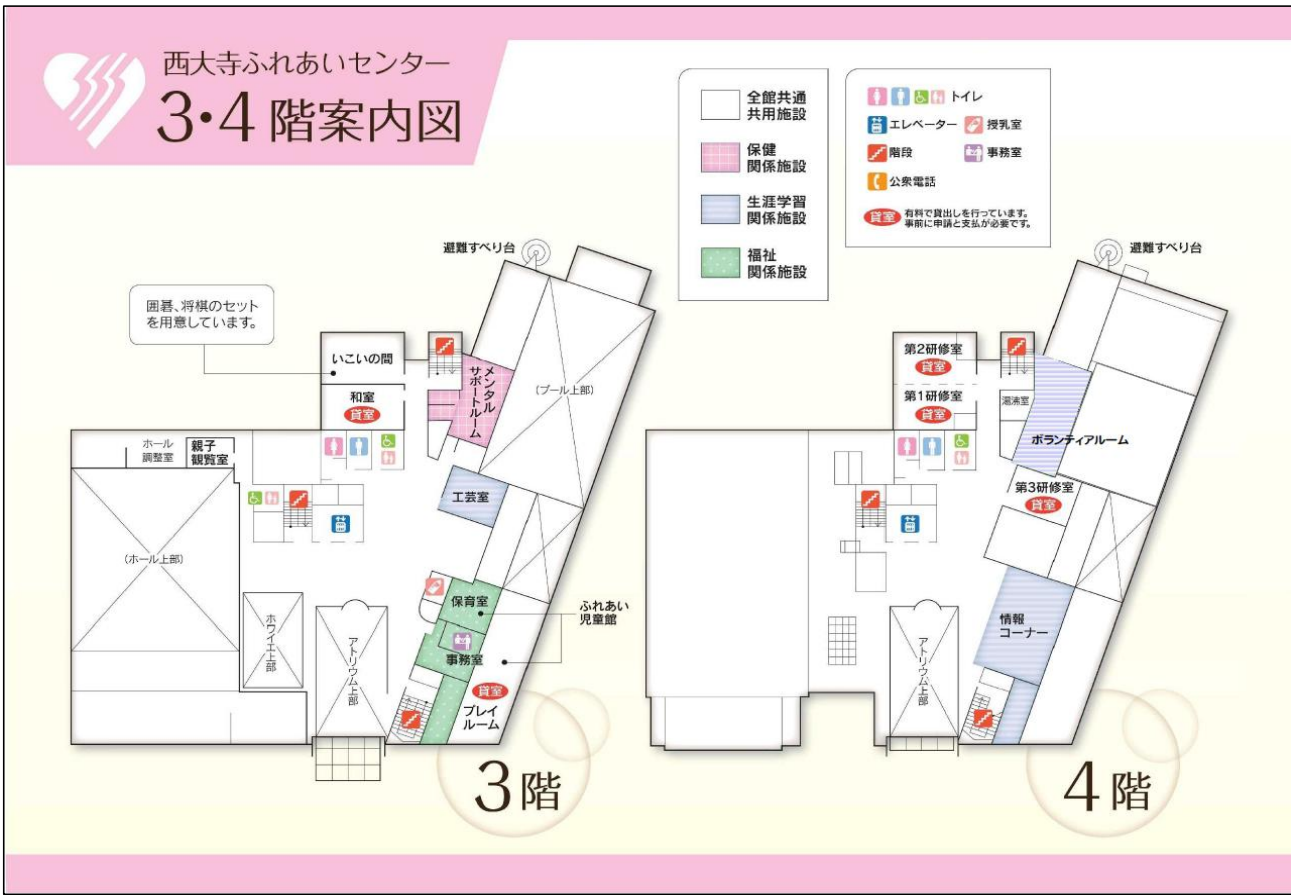 西大寺ふれあいセンター
3・4階案内図
全館共通
共用施設
保健
関係施設
生涯学習
関係施設
福祉
関係施設
トイレ
エレベーター
授乳室
階段
事務室
公衆電話
貸室
有料で貸出しを行っています。
事前に申請と支払が必要です。
避難すべり台
囲碁、将棋のセット
を用意しています。
いこいの間
和室
貸室
メンタル
サポートルーム
(プール上部)
ホール
調整室
親子
観覧室
工芸室
(ホール上部)
保育室
ふれあい
児童館
事務室
ホワイエ上部
アトリウム上部
貸室
プレイ
ルーム
3階
避難すべり台
第2研修室
貸室
第1研修室
貸室
湯沸室
ボランティアルーム
第3研修室
貸室
情報
コーナー
アトリウム上部
4階